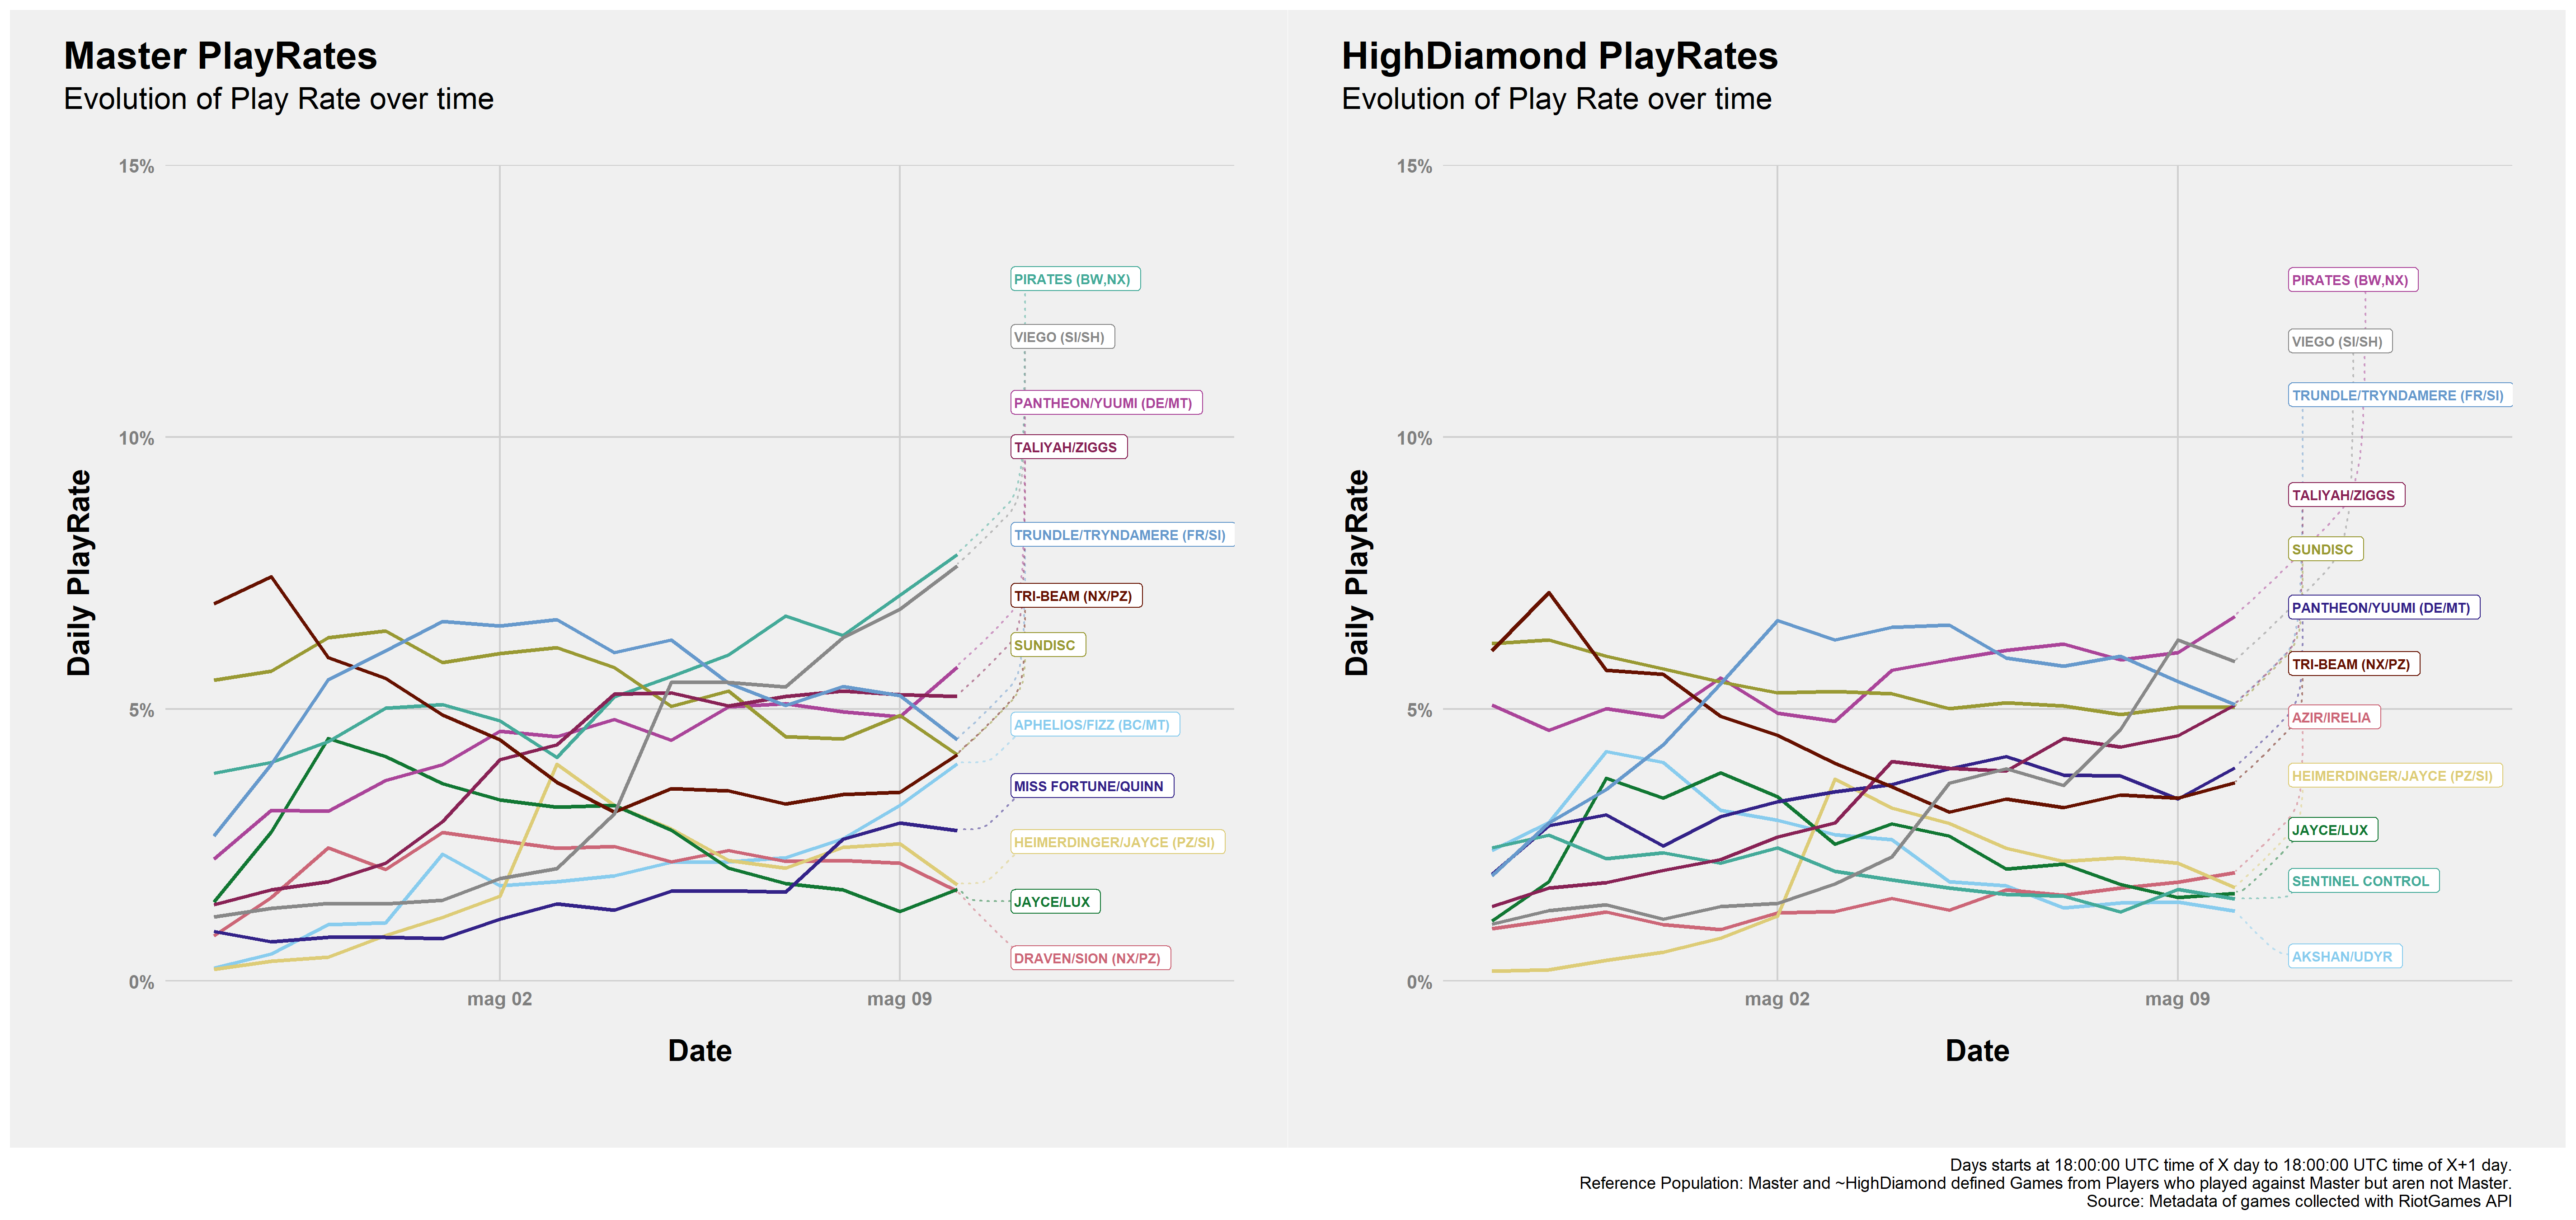 Master PlayRates
Evolution of Play Rate over time
15%
10%
5%
0%
Daily PlayRate
mag 02
mag 09
Date
PIRATES (BW,NX)
VIEGO (SI/SH)
PANTHEON/YUUMI (DE/MT)
TALIYAH/ZIGGS
TRUNDLE/TRYNDAMERE (FR/SI)
TRI-BEAM (NX/PZ)
SUNDISC
APHELIOS/FIZZ (BC/MT)
MISS FORTUNE/QUINN
HEIMERDINGER/JAYCE (PZ/SI)
JAYCE/LUX
DRAVEN/SION (NX/PZ)
HighDiamond PlayRates
Evolution of Play Rate over time
15%
10%
5%
0%
Daily PlayRate
mag 02
mag 09
Date
PIRATES (BW,NX)
VIEGO (SI/SH)
TRUNDLE/TRYNDAMERE (FR/SI)
TALIYAH/ZIGGS
SUNDISC
PANTHEON/YUUMI (DE/MT)
TRI-BEAM (NX/PZ)
AZIR/IRELIA
HEIMERDINGER/JAYCE (PZ/SI)
JAYCE/LUX
SENTINEL CONTROL
AKSHAN/UDYR
Days starts at 18:00:00 UTC time of X day to 18:00:00 UTC time of X+1 day.
Reference Population: Master and ~HighDiamond defined Games from Players who played against Master but aren not Master.
Source: Metadata of games collected with RiotGames API